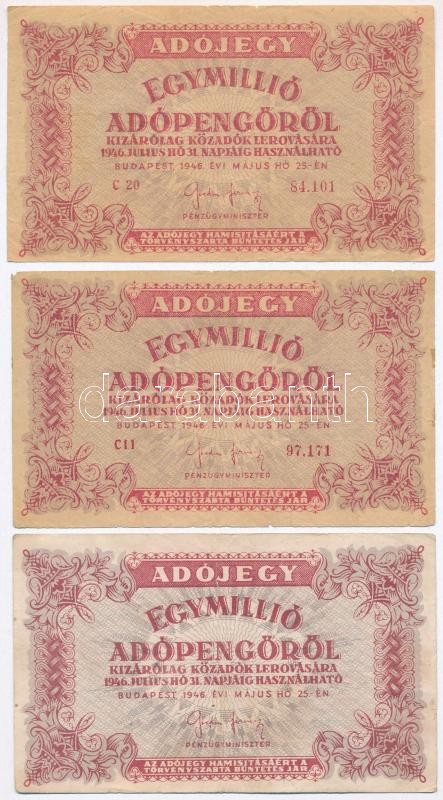 ADÓJEGY
EGYMILLIÓ
ADÓPENGŐRŐL
KIZÁRÓLAG KÖZADÓK LEROVÁSÁRA
1946. JULIUS HÓ 31. NAPJÁIG HASZNÁLHATÓ
BUDAPEST 1946. ÉVI MÁJUS HÓ 25.-ÉN
C 20 84.101
PÉNZÜGYMINISZTER
AZ ADÓJEGY HAMISITÁSÁÉRT A
TÖRVÉNYSZABTA BÜNTETÉS JÁR
ADÓJEGY
EGYMILLIÓ
ADÓPENGŐRŐL
KIZÁRÓLAG KÖZADÓK LEROVÁSÁRA
1946. JULIUS HÓ 31. NAPJÁIG HASZNÁLHATÓ
BUDAPEST 1946. ÉVI MÁJUS HÓ 25.-ÉN
C11 97.171
PÉNZÜGYMINISZTER
AZ ADÓJEGY HAMISITÁSÁÉRT A
TÖRVÉNYSZABTA BÜNTETÉS JÁR
darabanth
ADÓJEGY
EGYMILLIÓ
ADÓPENGŐRŐL
KIZÁRÓLAG KÖZADÓK LEROVÁSÁRA
1946. JULIUS HÓ 31. NAPJÁIG HASZNÁLHATÓ
BUDAPEST 1946. ÉVI MÁJUS HÓ 25.-ÉN
PÉNZÜGYMINISZTER
AZ ADÓJEGY HAMISITÁSÁÉRT A
TÖRVÉNYSZABTA BÜNTETÉS JÁR